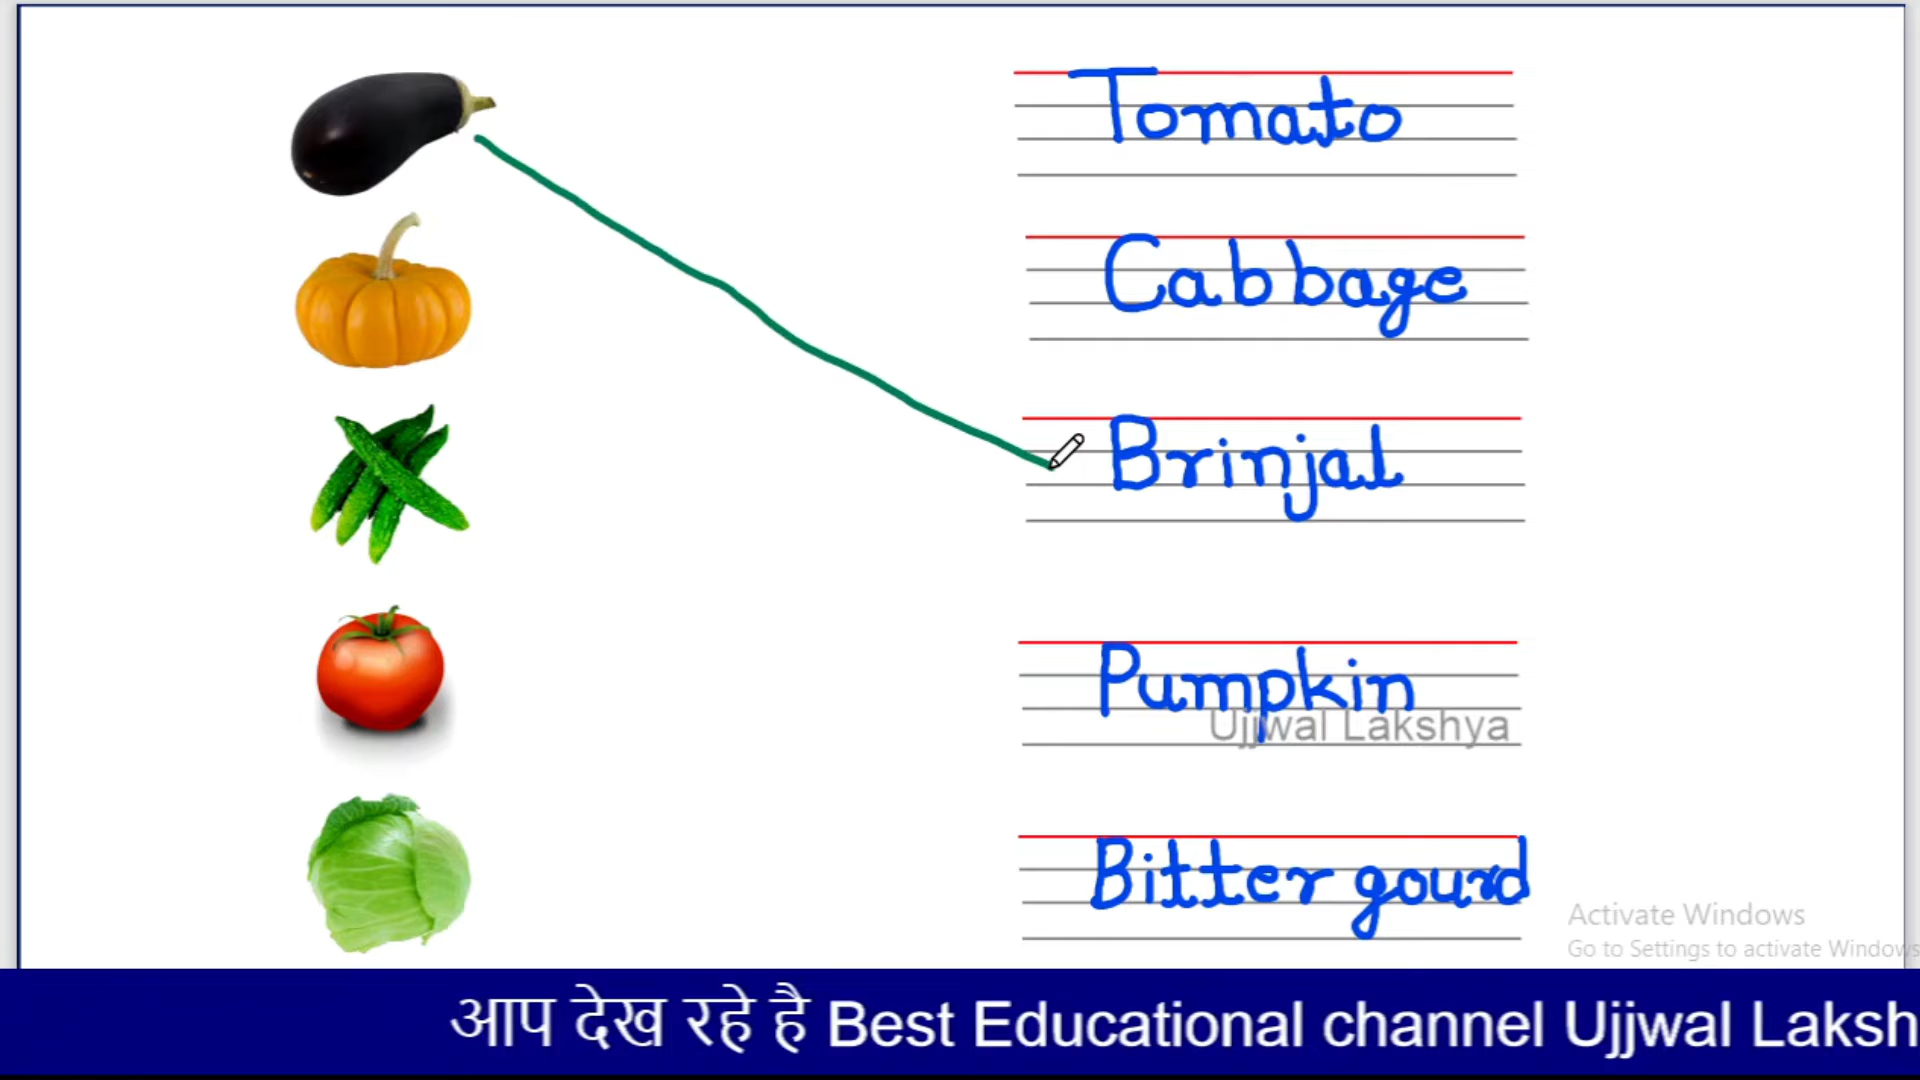 Tomato
Cabbage
Brinjal
Pumpkin
Ujjwal Lakshya
Bitter gourd
Activate Windows
Go to Settings to activate Windows
आप देख रहे है Best Educational channel Ujjwal Laksh